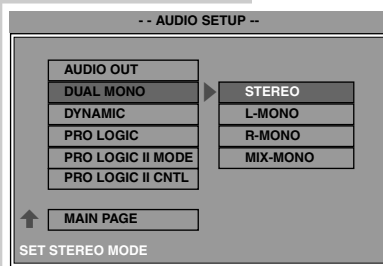 - - AUDIO SETUP --
AUDIO OUT
DUAL MONO
DYNAMIC
PRO LOGIC
PRO LOGIC II MODE
PRO LOGIC II CNTL
STEREO
L-MONO
R-MONO
MIX-MONO
MAIN PAGE
SET STEREO MODE